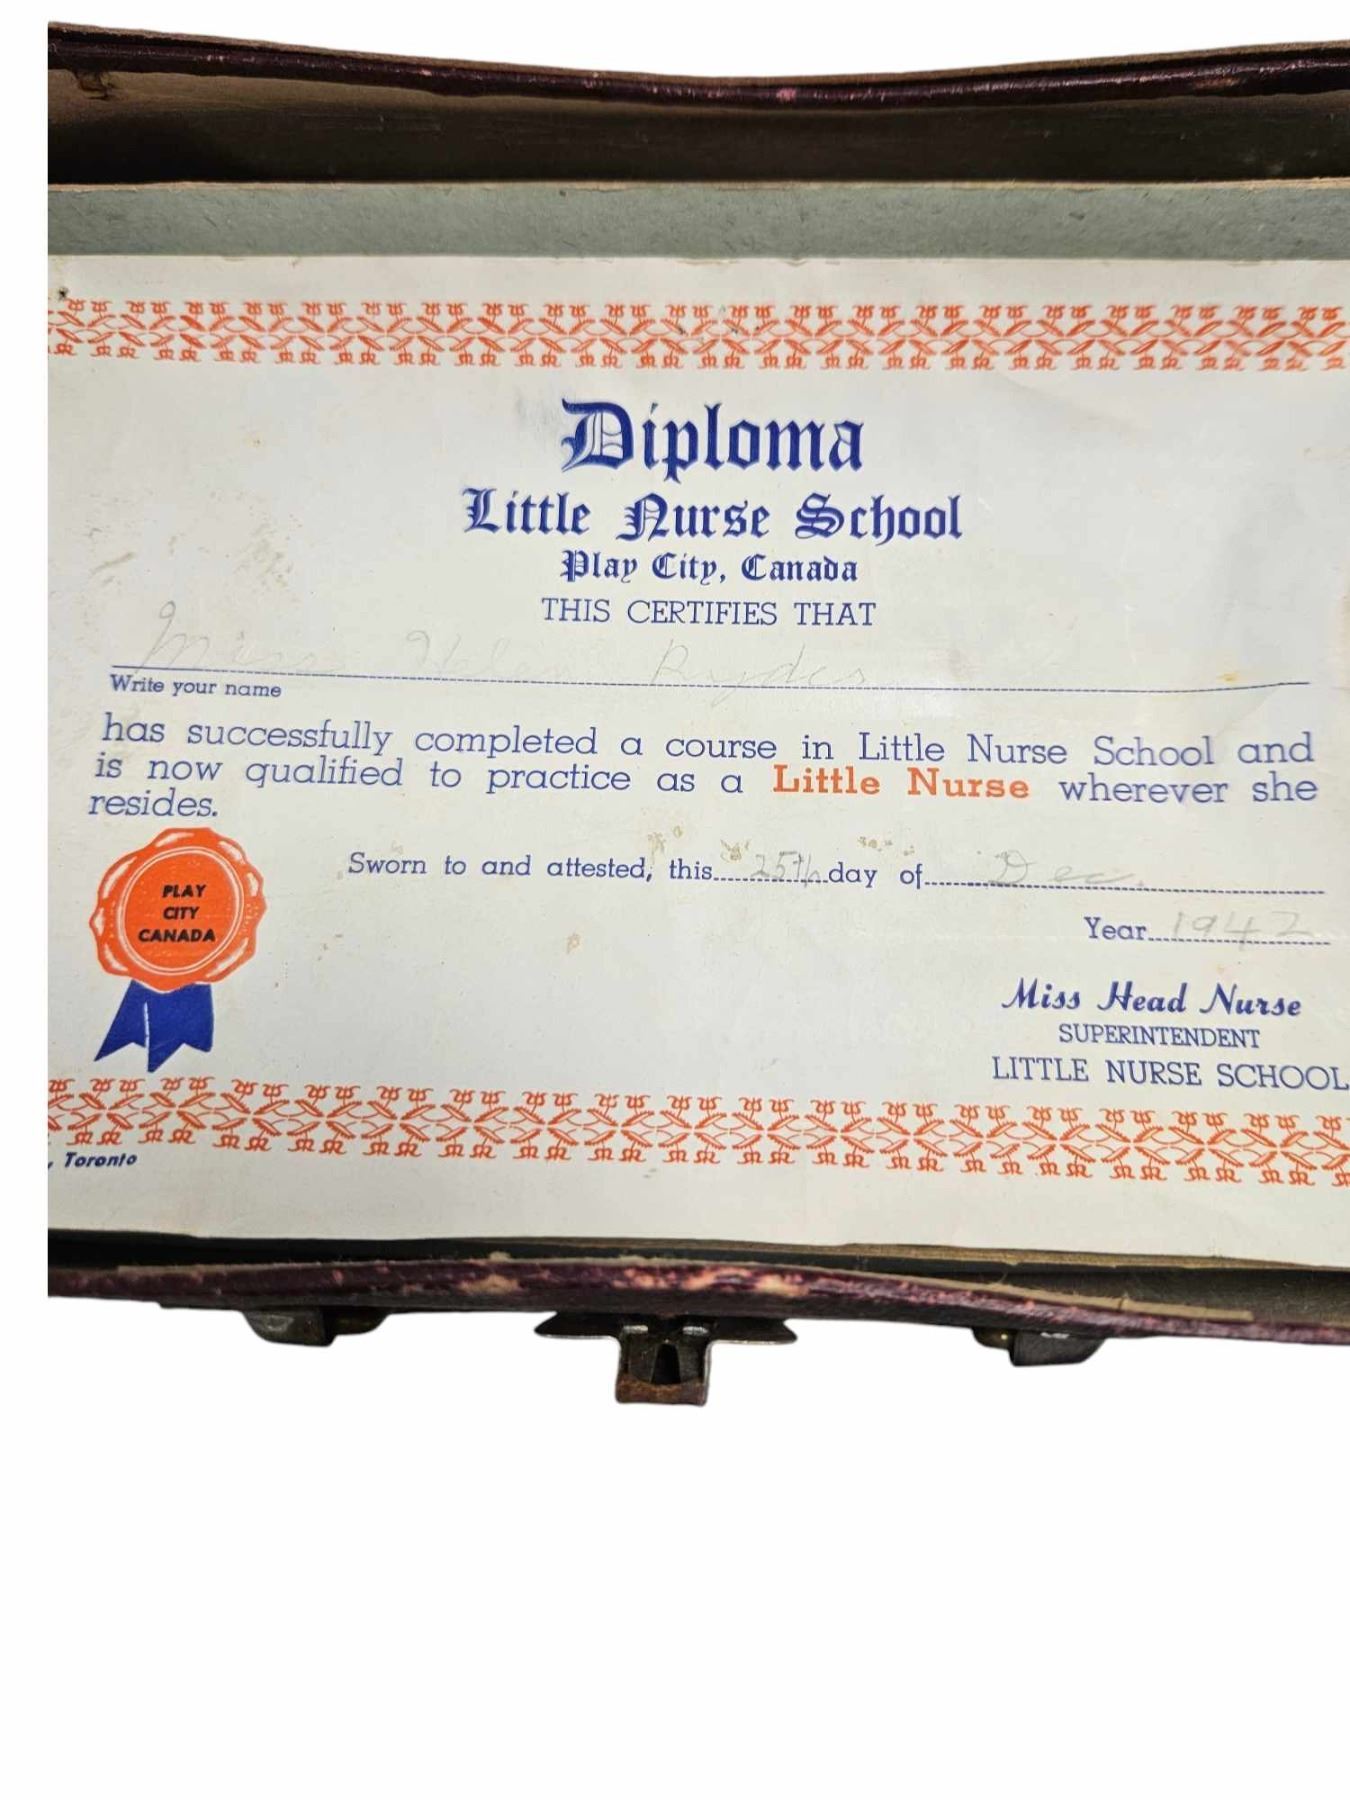 Diploma
Little Nurse School
Play City, Canada
THIS CERTIFIES THAT
Miss Helen Ryder
Write your name
has successfully completed a course in Little Nurse School and
is now qualified to practice as a Little Nurse wherever she
resides.
PLAY
CITY
CANADA
Sworn to and attested, this 25th day of Dec.
Year 1942
Miss Head Nurse
SUPERINTENDENT
LITTLE NURSE SCHOOL
, Toronto